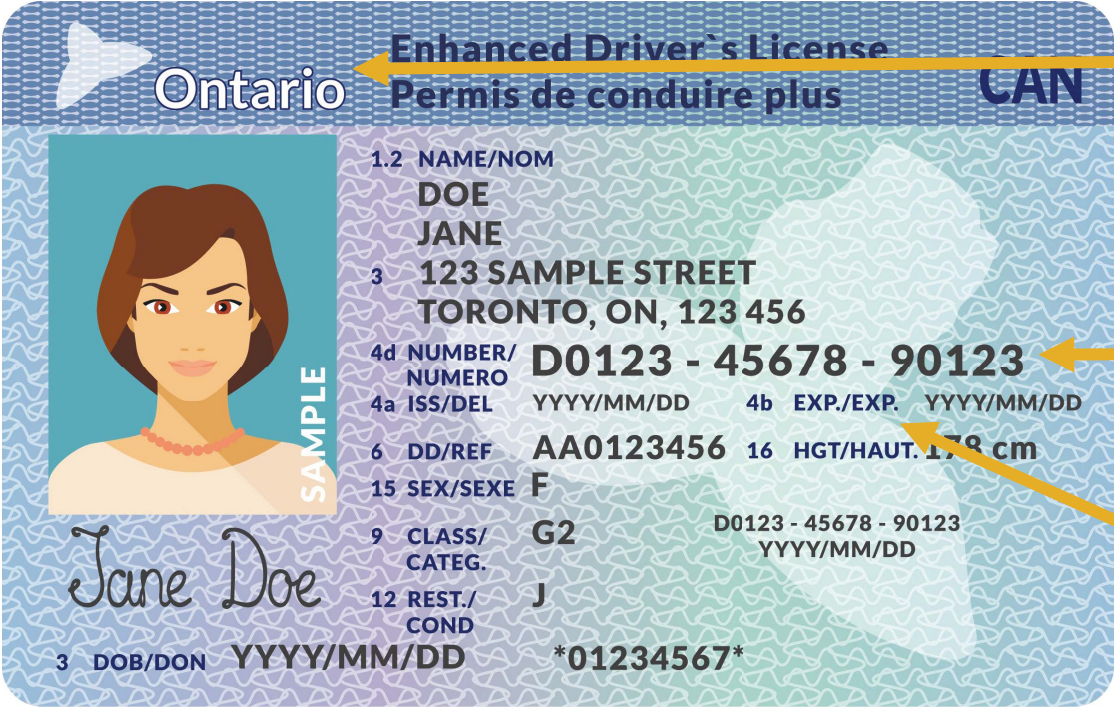 Ontario
Enhanced Driver`s License
Permis de conduire plus
CAN
1.2 NAME/NOM
DOE
JANE
3 123 SAMPLE STREET
TORONTO, ON, 123 456
4d NUMBER/ NUMERO D0123 - 45678 - 90123
4a ISS/DEL YYYY/MM/DD 4b EXP./EXP. YYYY/MM/DD
6 DD/REF AA0123456 16 HGT/HAUT. 178 cm
15 SEX/SEXE F
9 CLASS/ CATEG. G2
D0123 - 45678 - 90123
YYYY/MM/DD
12 REST./ COND J
SAMPLE
Jane Doe
3 DOB/DON YYYY/MM/DD *01234567*